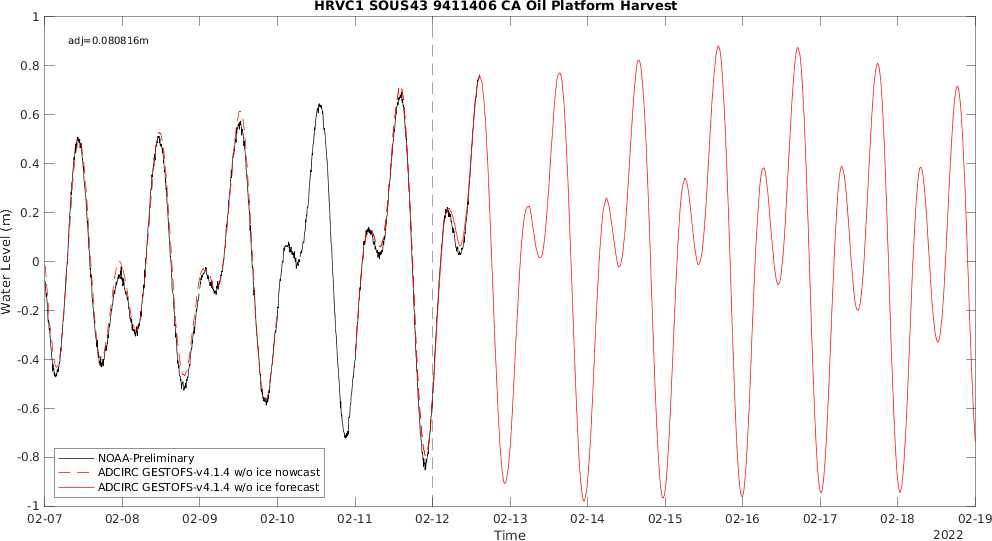 HRVC1 SOUS43 9411406 CA Oil Platform Harvest
adj=0.080816m
1
0.8
0.6
0.4
0.2
0
-0.2
-0.4
-0.6
-0.8
-1
Water Level (m)
NOAA-Preliminary
ADCIRC GESTOFS-v4.1.4 w/o ice nowcast
ADCIRC GESTOFS-v4.1.4 w/o ice forecast
02-07 02-08 02-09 02-10 02-11 02-12 02-13 02-14 02-15 02-16 02-17 02-18 02-19
Time
2022